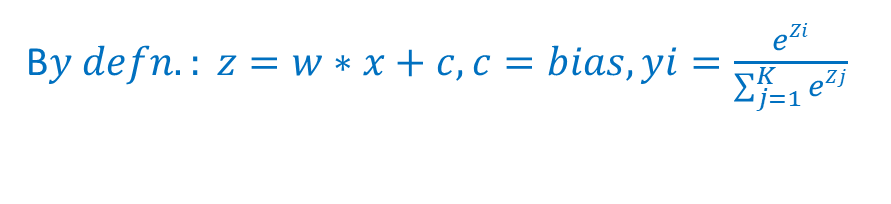 By defn.: z = w * x + c, c = bias, yi = e^{Zi} / ∑_{j=1}^{K} e^{Zj}